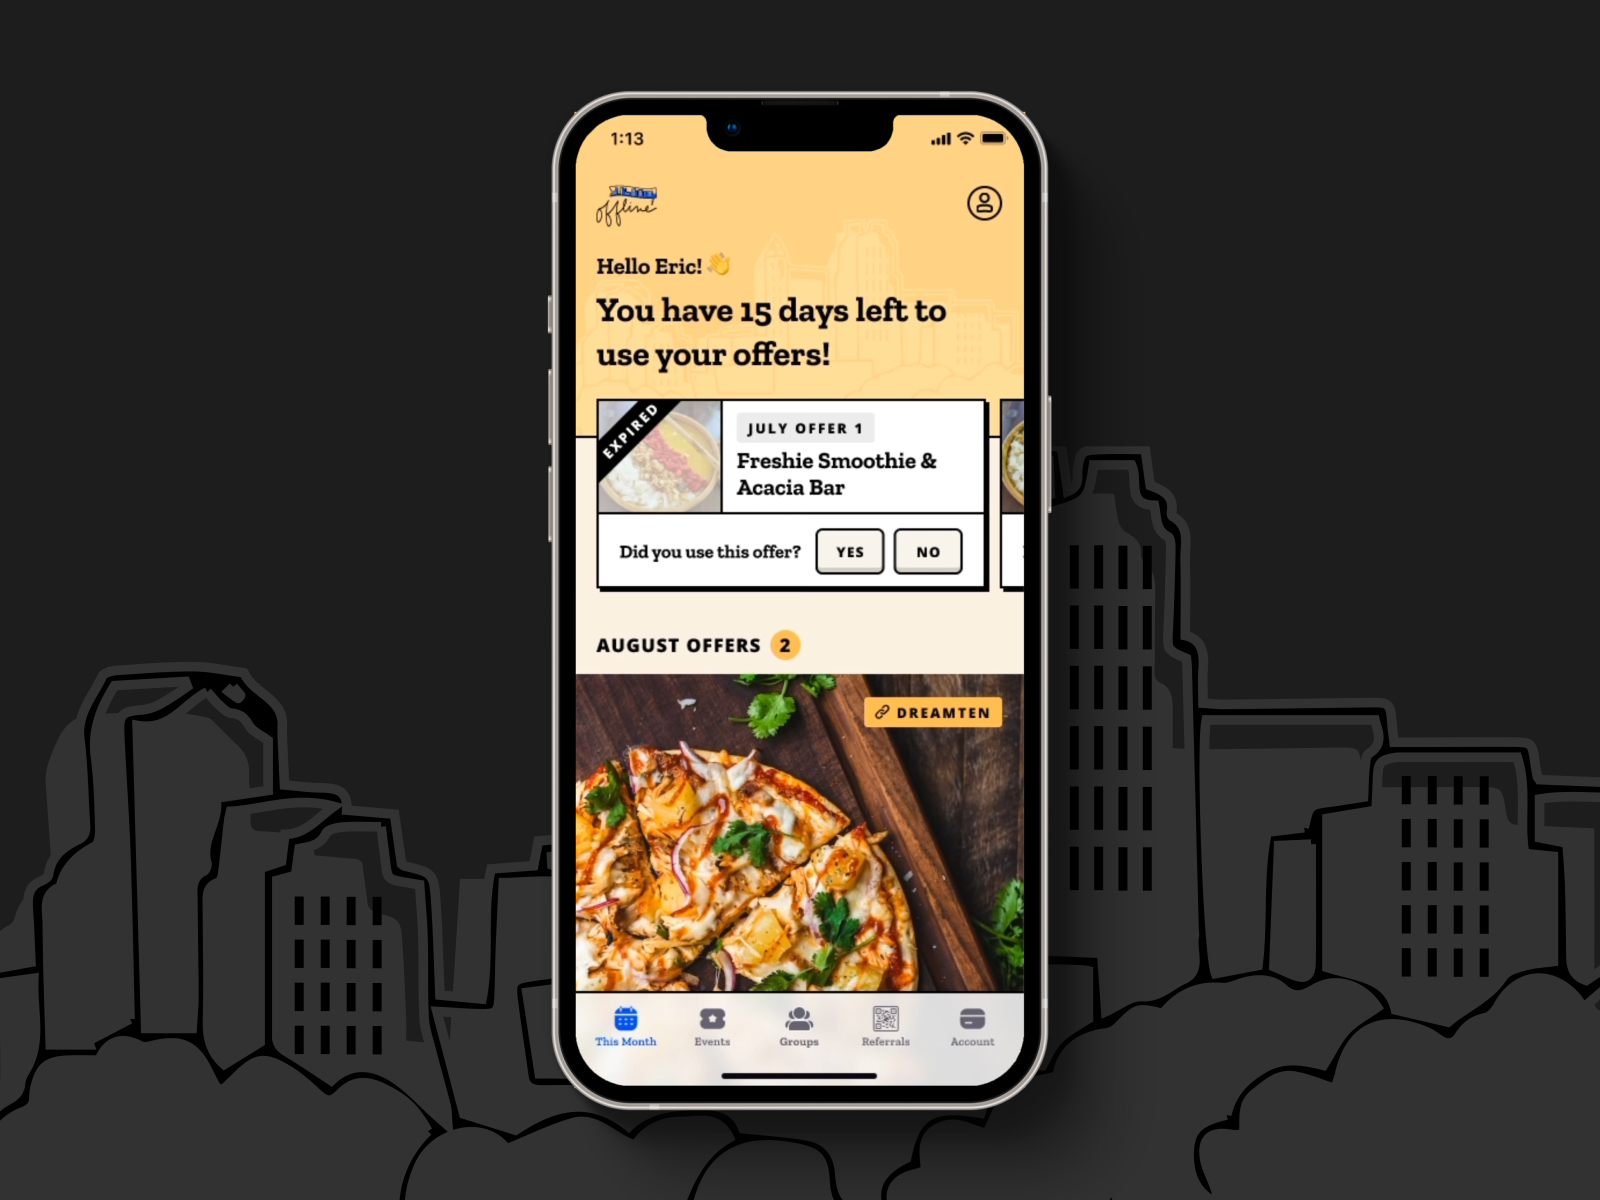 1:13
offline
Hello Eric! 👋
You have 15 days left to
use your offers!
EXPIRED
JULY OFFER 1
Freshie Smoothie &
Acacia Bar
Did you use this offer?
YES
NO
AUGUST OFFERS 2
DREAMTEN
This Month
Events
Groups
Referrals
Account